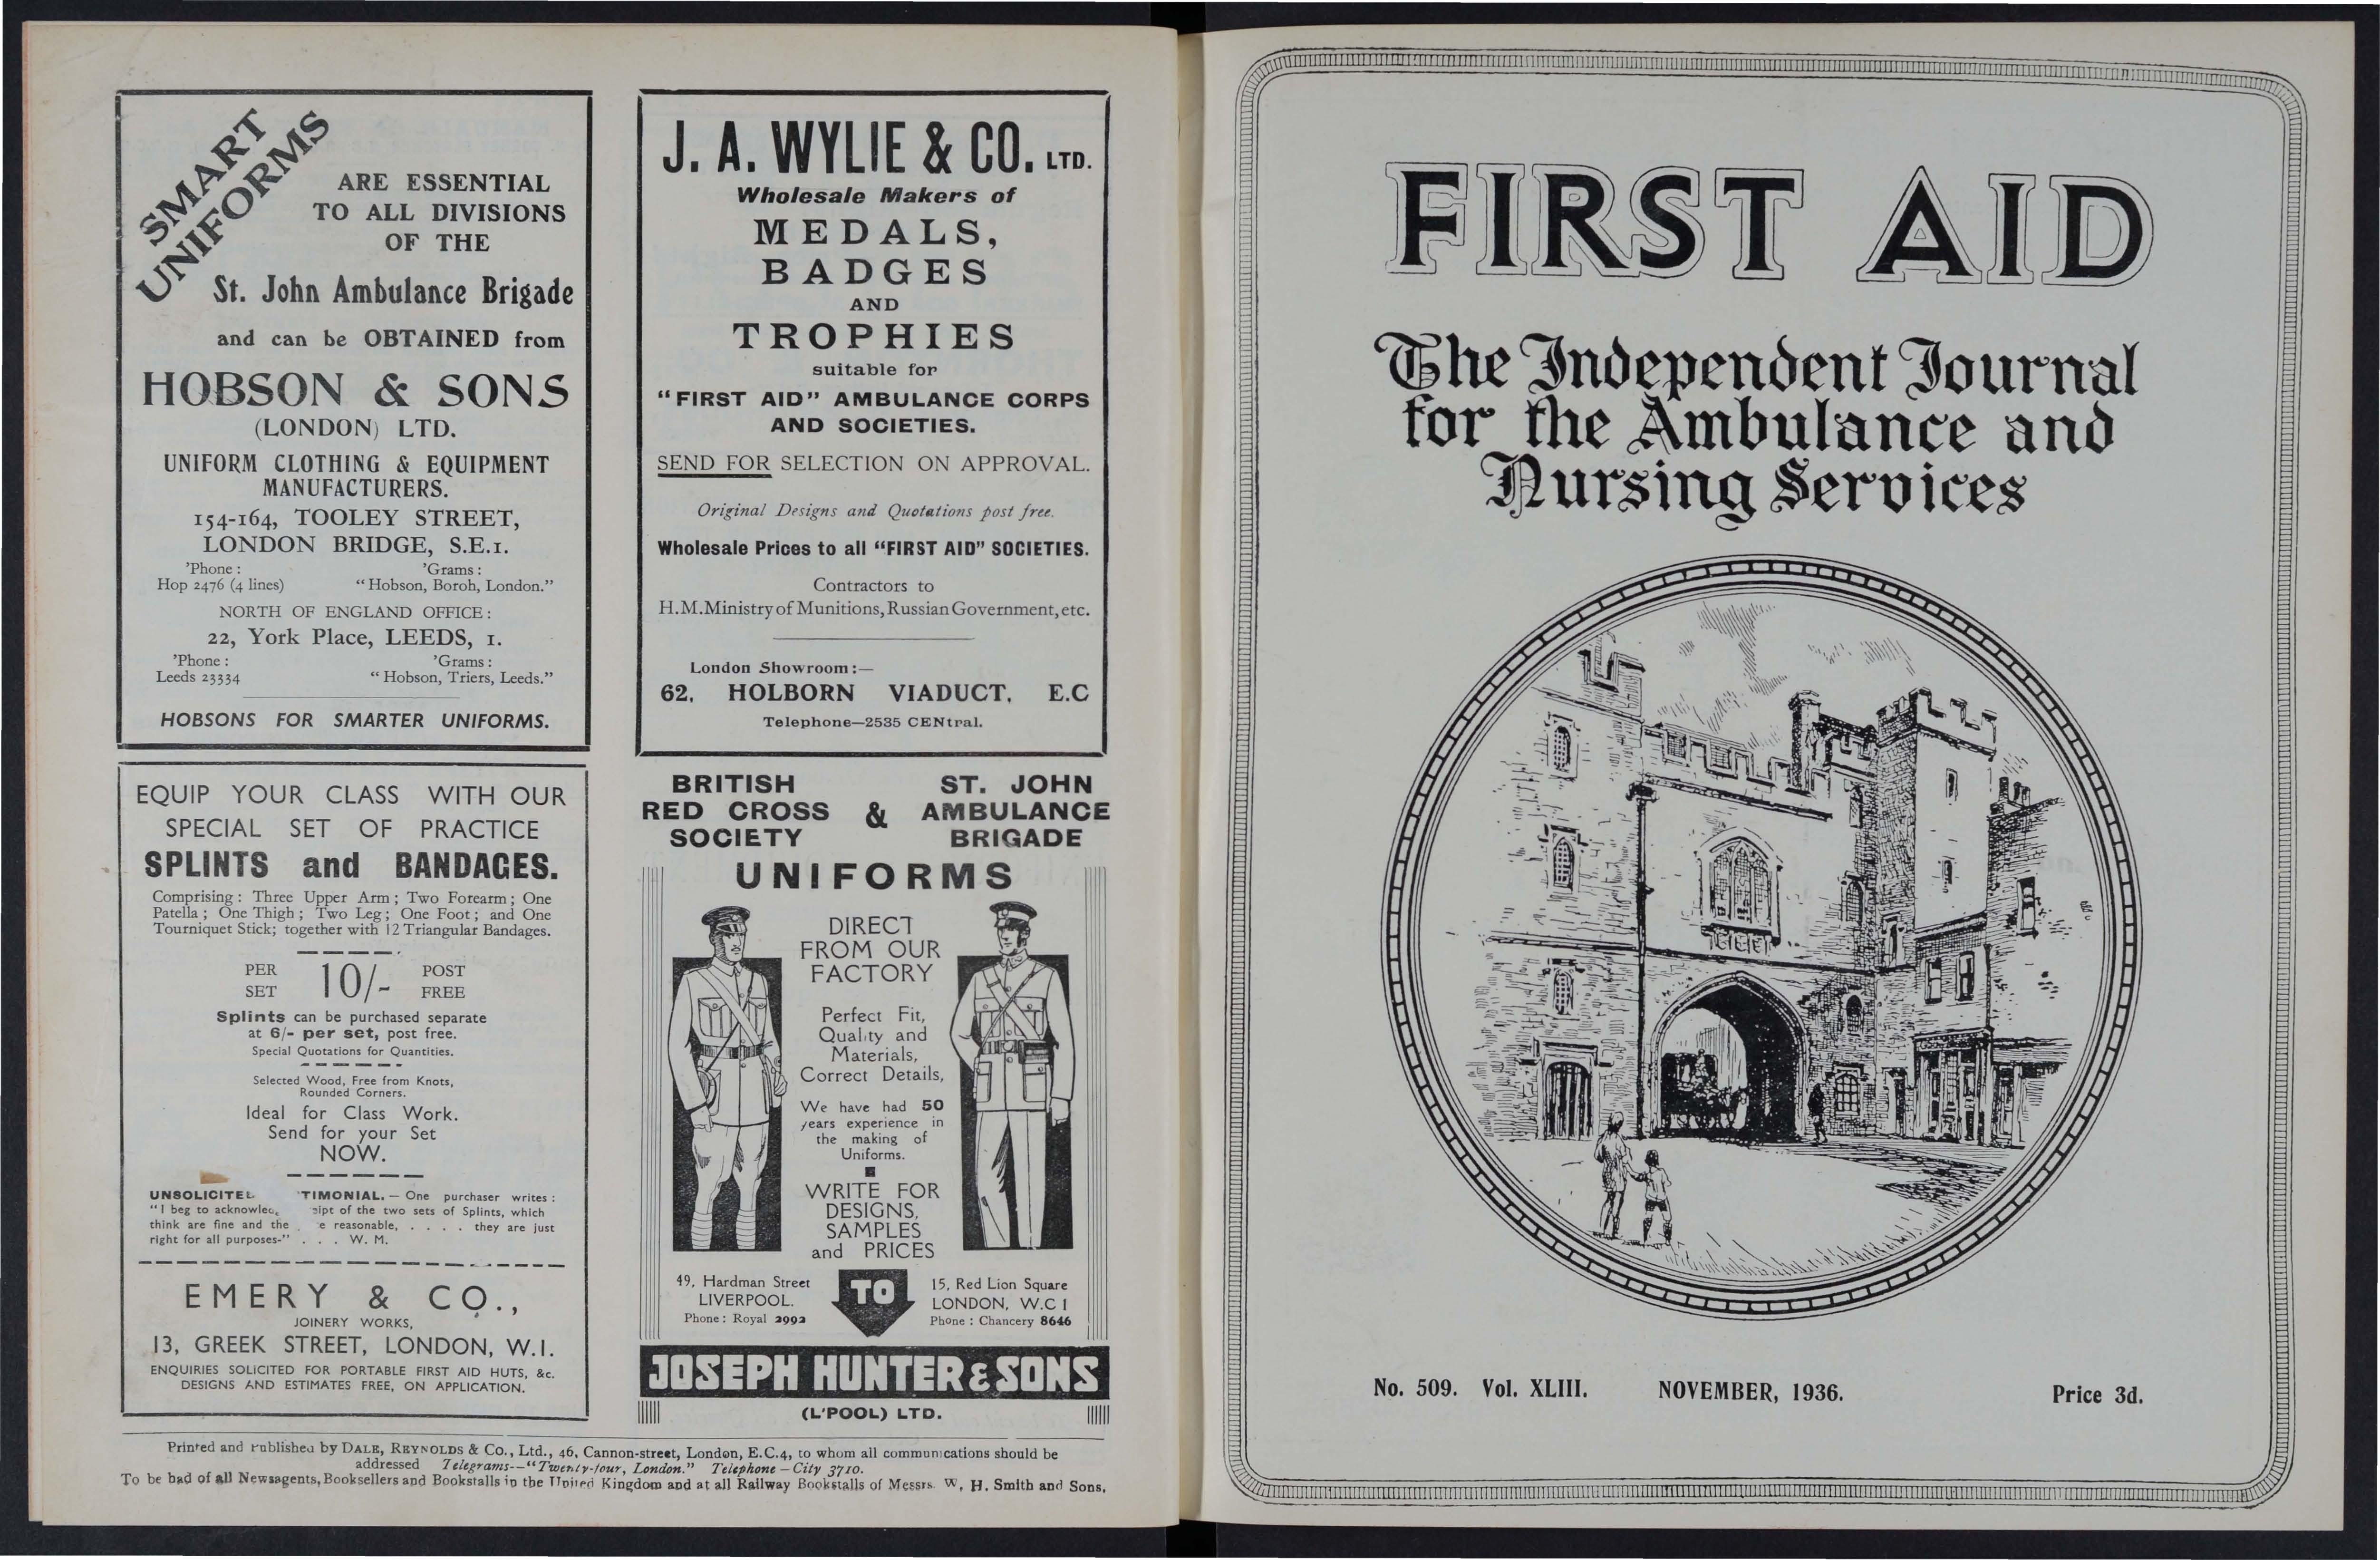 SMART
UNIFORMS
ARE ESSENTIAL
TO ALL DIVISIONS
OF THE
St. John Ambulance Brigade
and can be OBTAINED from
HOBSON & SONS
(LONDON) LTD.
UNIFORM CLOTHING & EQUIPMENT
MANUFACTURERS.
154-164, TOOLEY STREET,
LONDON BRIDGE, S.E.1.
'Phone : 'Grams :
Hop 2476 (4 lines) "Hobson, Boroh, London."
NORTH OF ENGLAND OFFICE :
22, York Place, LEEDS, 1.
'Phone : 'Grams :
Leeds 23334 "Hobson, Triers, Leeds."
HOBSONS FOR SMARTER UNIFORMS.
EQUIP YOUR CLASS WITH OUR
SPECIAL SET OF PRACTICE
SPLINTS and BANDAGES.
Comprising : Three Upper Arm ; Two Forearm ; One
Patella ; One Thigh ; Two Leg ; One Foot ; and One
Tourniquet Stick; together with 12 Triangular Bandages.
PER SET 10/- POST FREE
Splints can be purchased separate
at 6/- per set, post free.
Special Quotations for Quantities.
Selected Wood, Free from Knots,
Rounded Corners.
Ideal for Class Work.
Send for your Set
NOW.
UNSOLICITE TIMONIAL. — One purchaser writes :
"I beg to acknowle eipt of the two sets of Splints, which
think are fine and the e reasonable, . . . . they are just
right for all purposes-" . . . W. M.
EMERY & CO.,
JOINERY WORKS,
13, GREEK STREET, LONDON, W.1.
ENQUIRIES SOLICITED FOR PORTABLE FIRST AID HUTS, &c.
DESIGNS AND ESTIMATES FREE, ON APPLICATION.
J. A. WYLIE & CO. LTD.
Wholesale Makers of
MEDALS,
BADGES
AND
TROPHIES
suitable for
"FIRST AID" AMBULANCE CORPS
AND SOCIETIES.
SEND FOR SELECTION ON APPROVAL.
Original Designs and Quotations post free.
Wholesale Prices to all "FIRST AID" SOCIETIES.
Contractors to
H.M. Ministry of Munitions, Russian Government, etc.
London Showroom :—
62, HOLBORN VIADUCT, E.C
Telephone—2535 CENtral.
BRITISH
RED CROSS
SOCIETY
&
ST. JOHN
AMBULANCE
BRIGADE
UNIFORMS
DIRECT
FROM OUR
FACTORY
Perfect Fit,
Quality and
Materials,
Correct Details,
We have had 50
years experience in
the making of
Uniforms.
WRITE FOR
DESIGNS,
SAMPLES
and PRICES
TO
49, Hardman Street
LIVERPOOL.
Phone : Royal 2992
15, Red Lion Square
LONDON, W.C 1
Phone : Chancery 8646
JOSEPH HUNTER & SONS
(L'POOL) LTD.
Printed and Published by DALE, REYNOLDS & Co., Ltd., 46, Cannon-street, London, E.C.4, to whom all communications should be
addressed Telegrams--"Twenty-four, London." Telephone — City 3710.
To be had of all Newsagents, Booksellers and Bookstalls in the United Kingdom and at all Railway Bookstalls of Messrs. W. H. Smith and Sons,
FIRST AID
The Independent Journal
for the Ambulance and
Nursing Services
No. 509. Vol. XLIII. NOVEMBER, 1936. Price 3d.